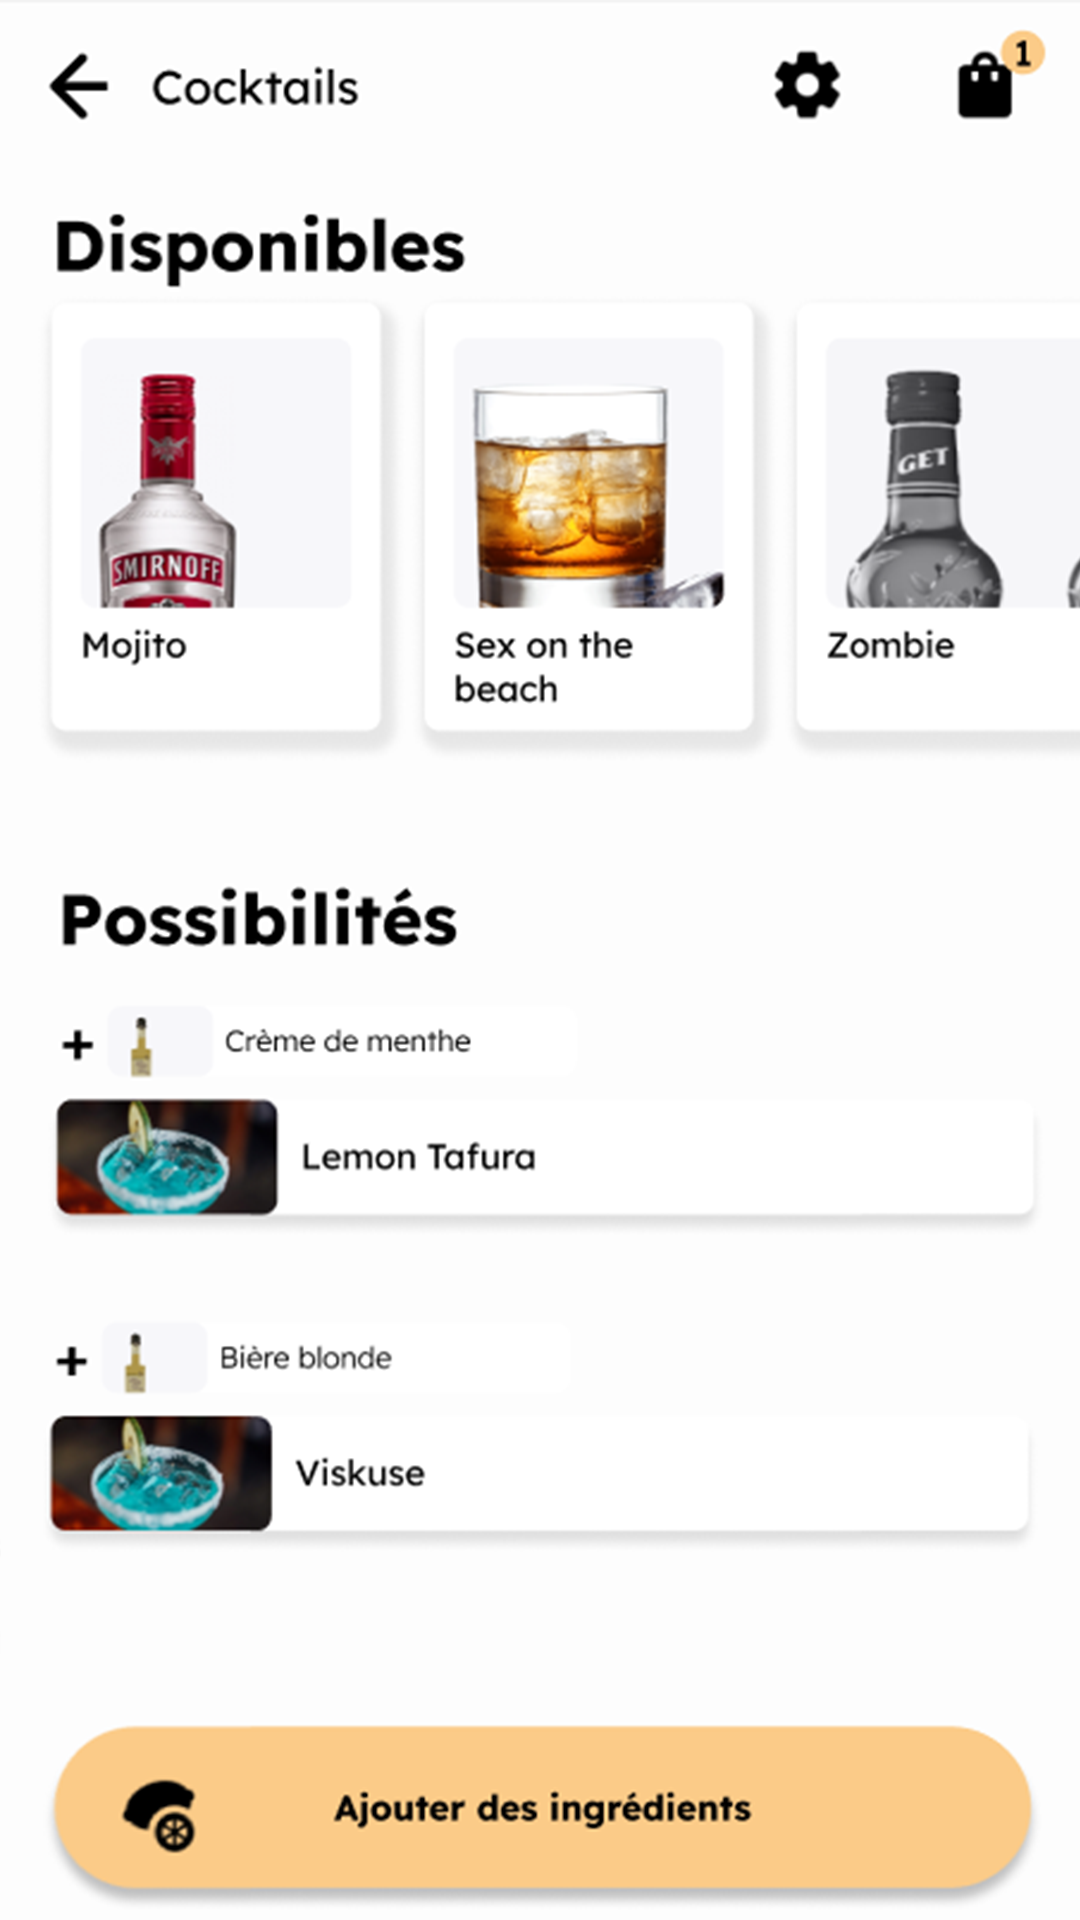 Cocktails
1
Disponibles
SMIRNOFF
GET
Mojito
Sex on the
beach
Zombie
Possibilités
+ Crème de menthe
Lemon Tafura
+ Bière blonde
Viskuse
Ajouter des ingrédients